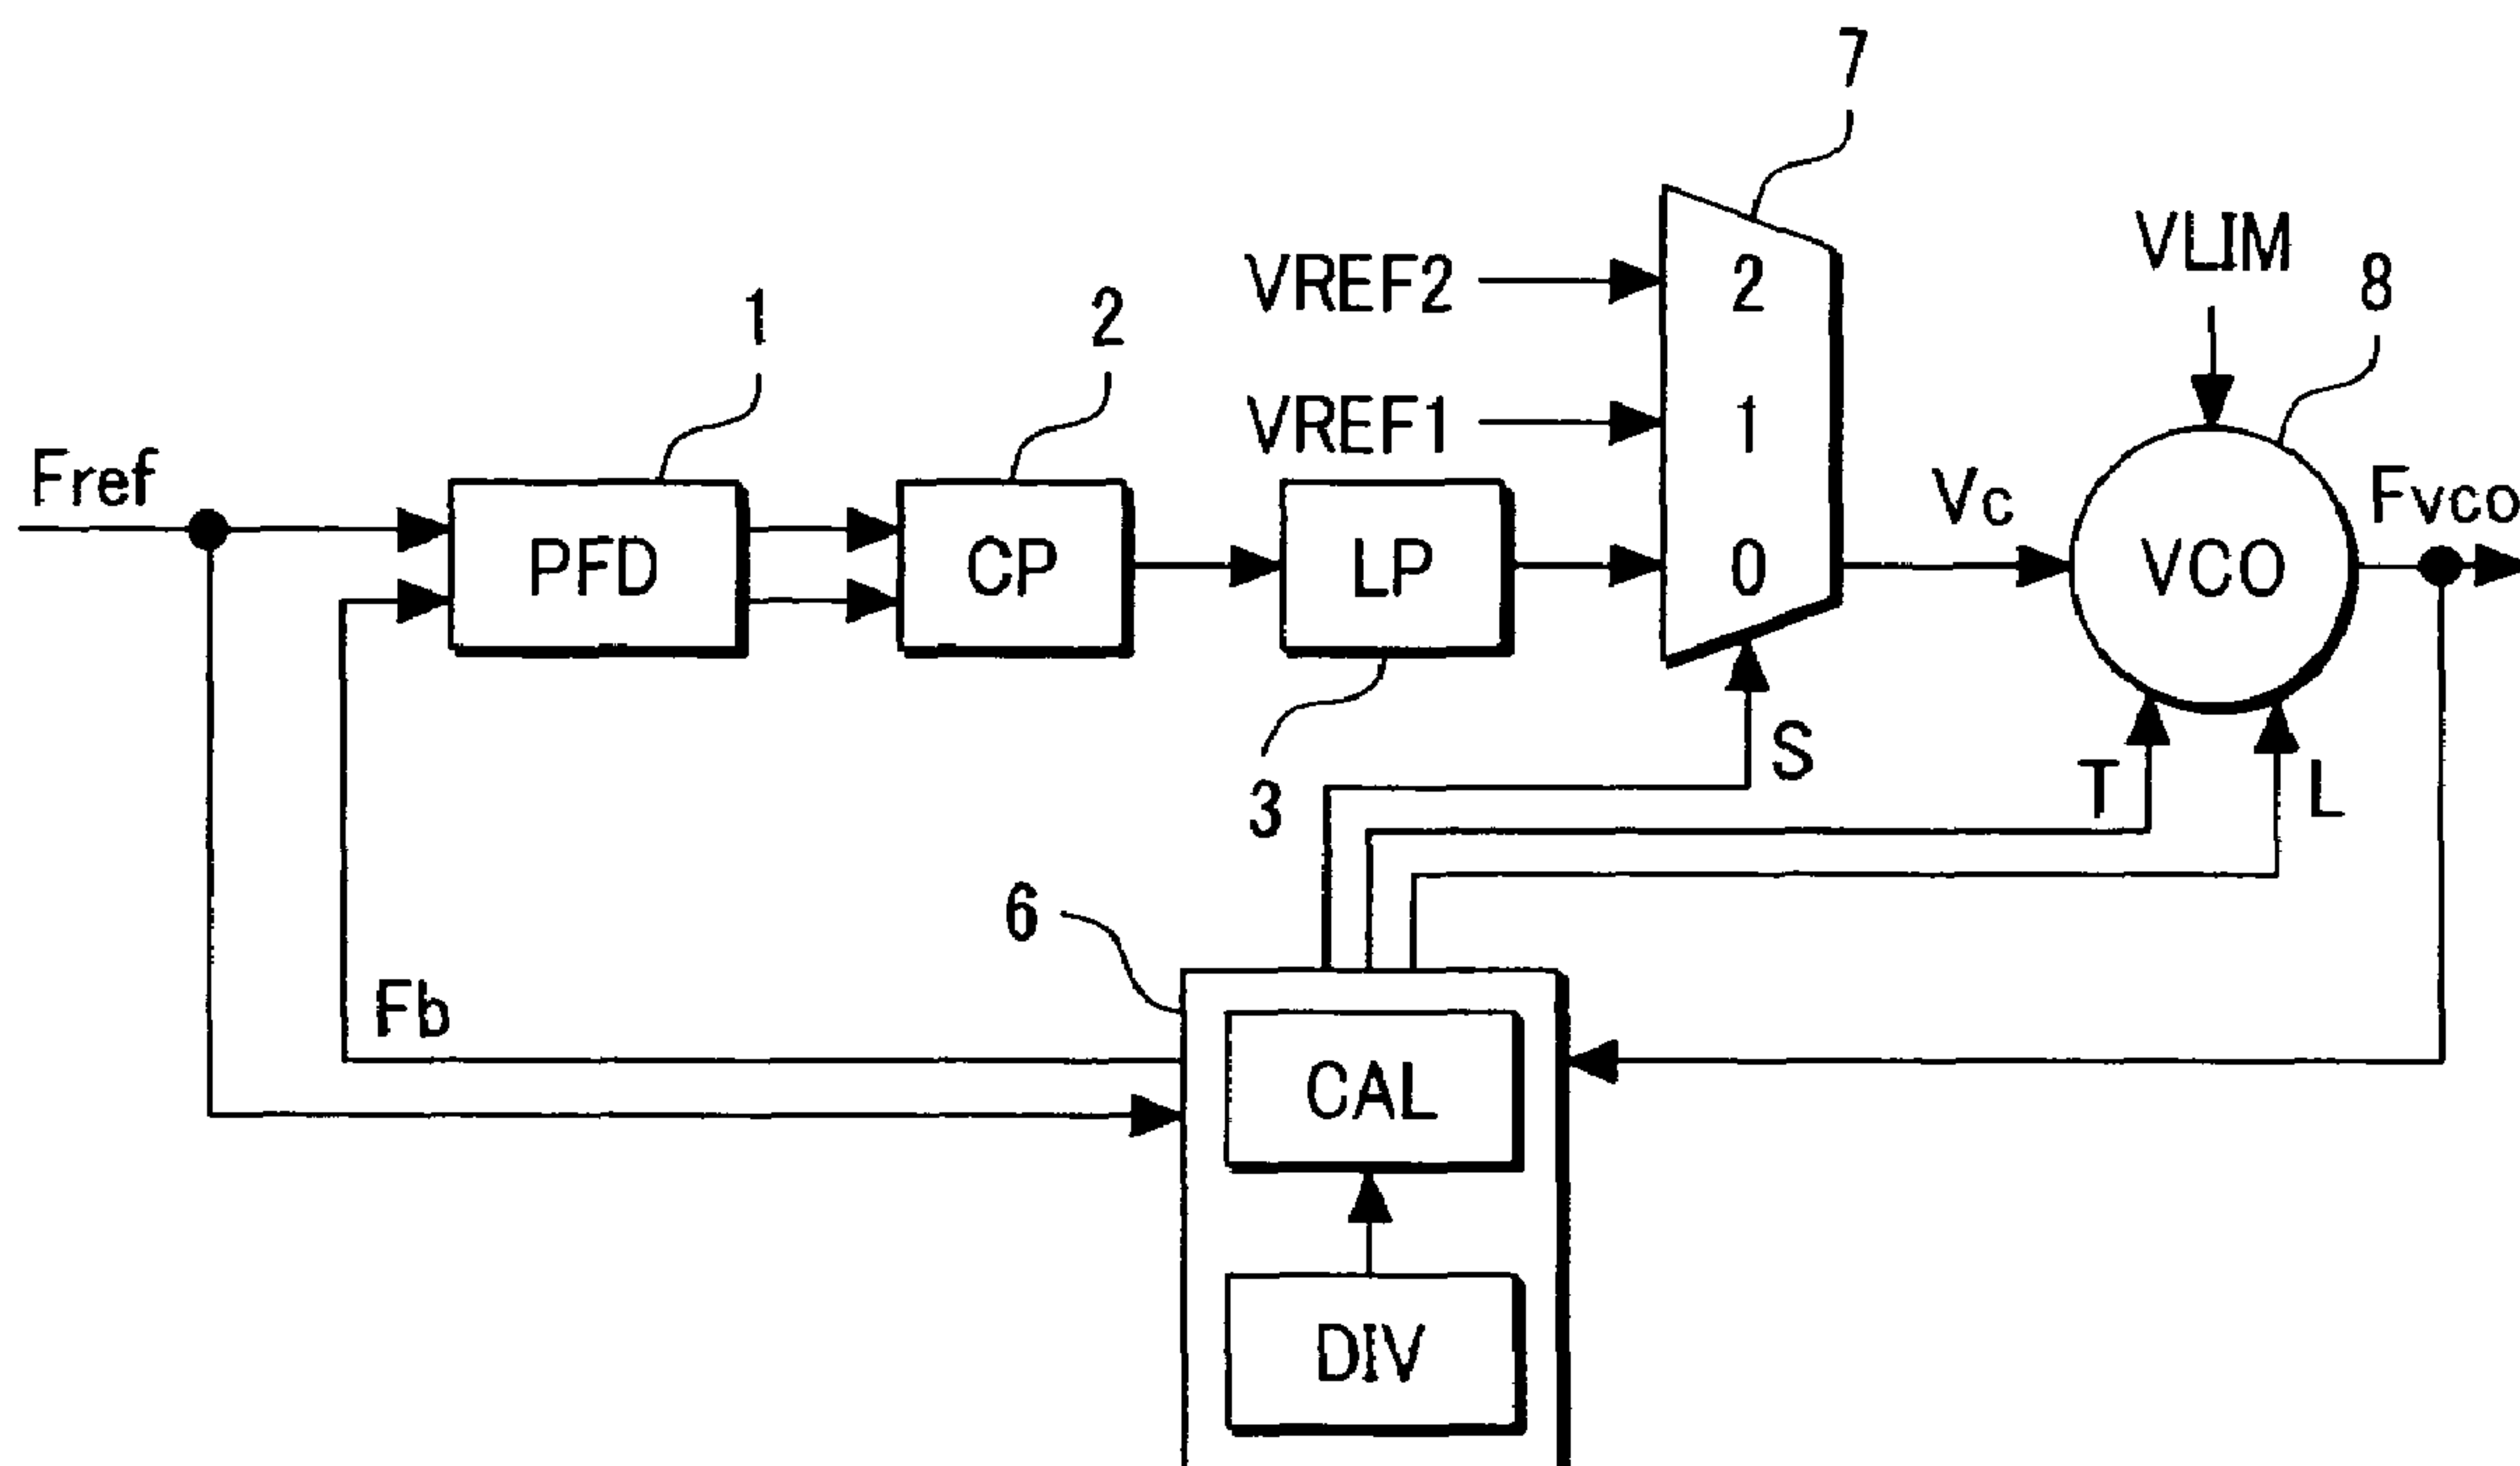 7
VLIM
8
VREF2
2
1
2
VREF1
1
Fref
Vc
Fvco
PFD
CP
LP
0
VCO
S
T
L
3
6
Fb
CAL
DIV